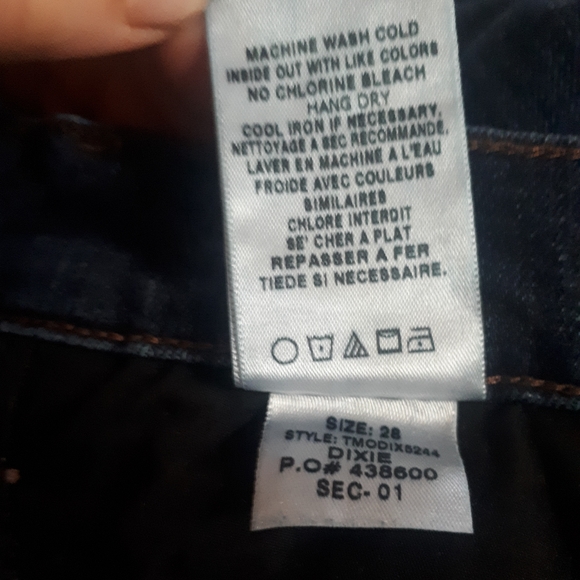 MACHINE WASH COLD
INSIDE OUT WITH LIKE COLORS
NO CHLORINE BLEACH
HANG DRY
COOL IRON IF NECESSARY.
NETTOYAGE A SEC RECOMMANDE.
LAVER EN MACHINE A L'EAU
FROIDE AVEC COULEURS
SIMILAIRES
CHLORE INTERDIT
SE' CHER A PLAT
REPASSER A FER
TIEDE SI NECESSAIRE.
SIZE: 28
STYLE: TMODIX5244
DIXIE
P.O# 438600
SEC- 01